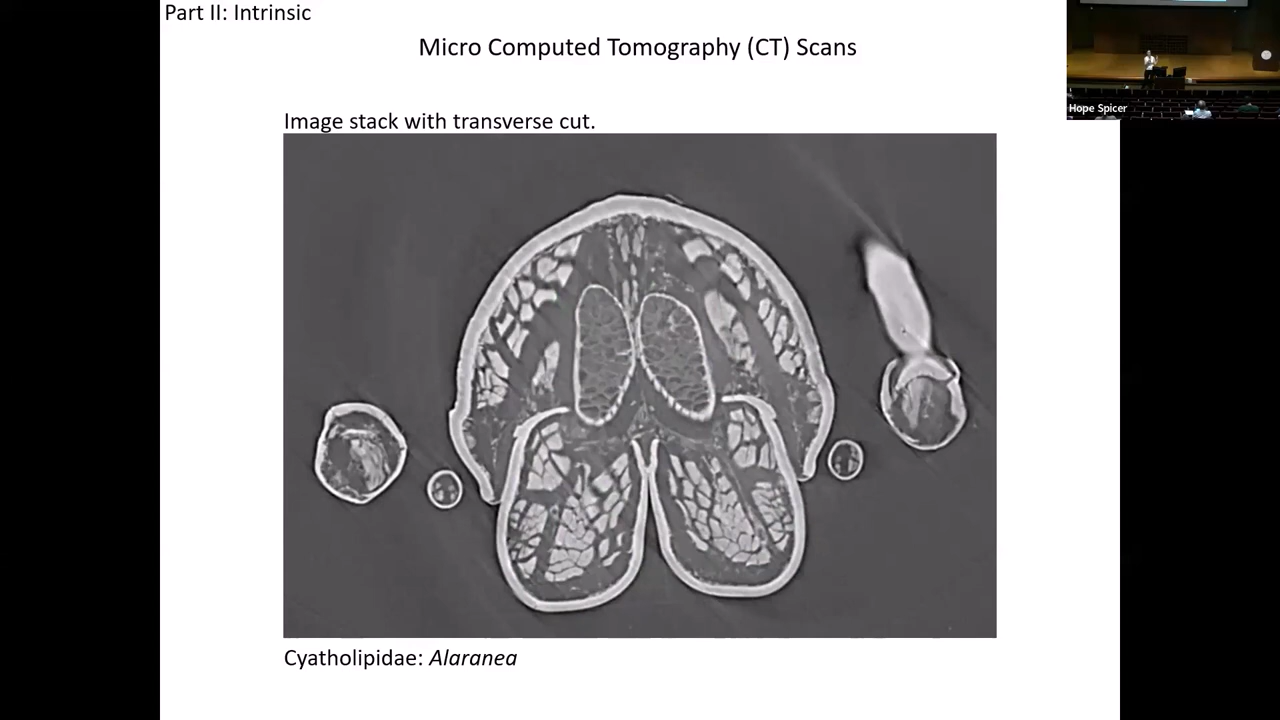 Part II: Intrinsic
Micro Computed Tomography (CT) Scans
Hope Spicer
Image stack with transverse cut.
Cyatholipidae: Alaranea